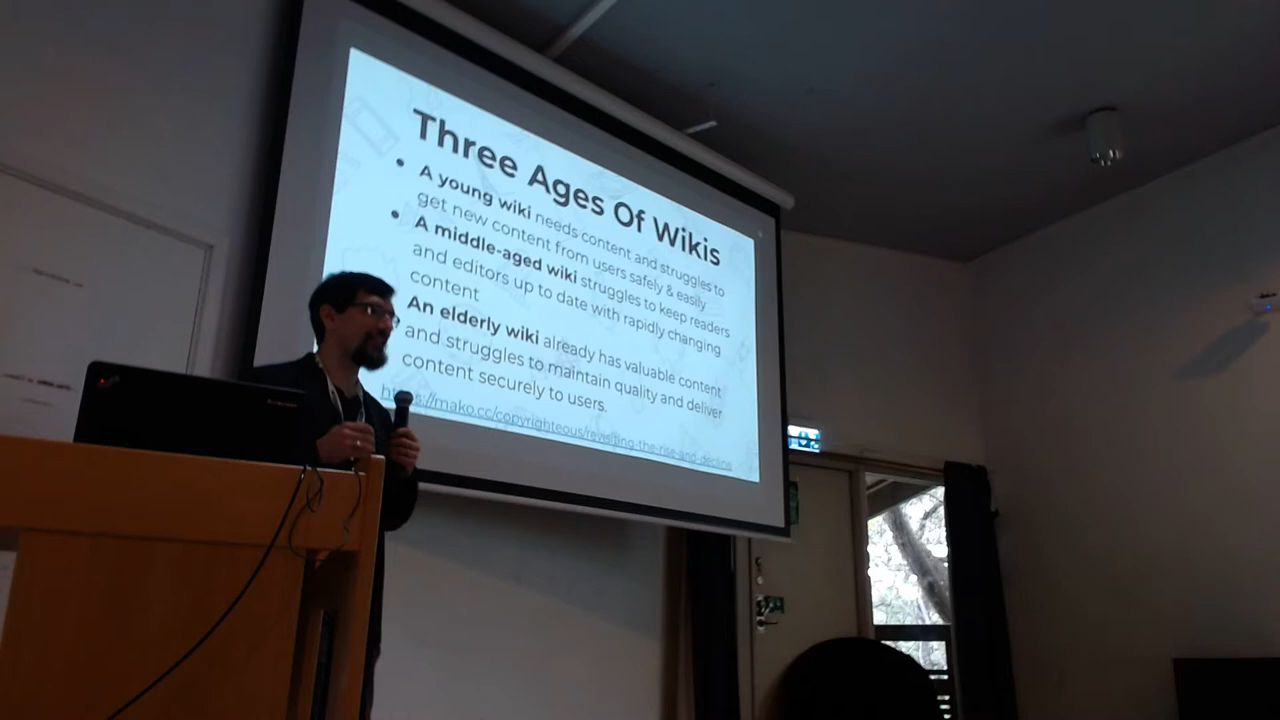 Three Ages Of Wikis
• A young wiki needs content and struggles to
get new content from users safely & easily
• A middle-aged wiki struggles to keep readers
and editors up to date with rapidly changing
content
An elderly wiki already has valuable content
and struggles to maintain quality and deliver
content securely to users.
https://mako.cc/copyrighteous/revisiting-the-rise-and-decline